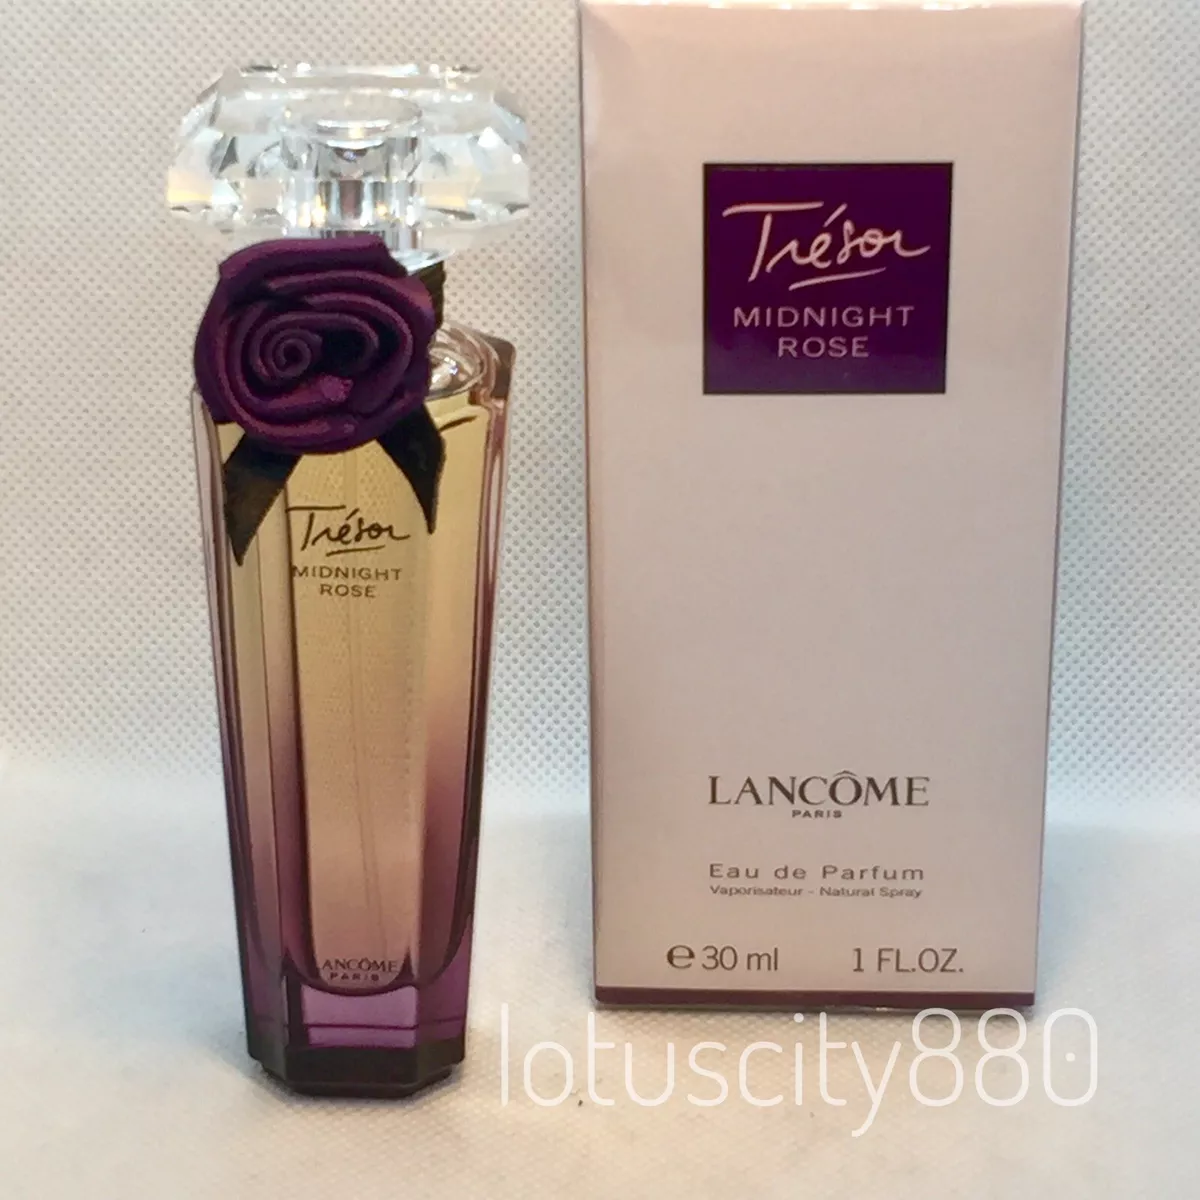 Trésor
MIDNIGHT
ROSE
LANCÔME
PARIS
Trésor
MIDNIGHT
ROSE
LANCÔME
PARIS
Eau de Parfum
Vaporisateur - Natural Spray
e 30 ml 1 FL.OZ.
lotuscity880